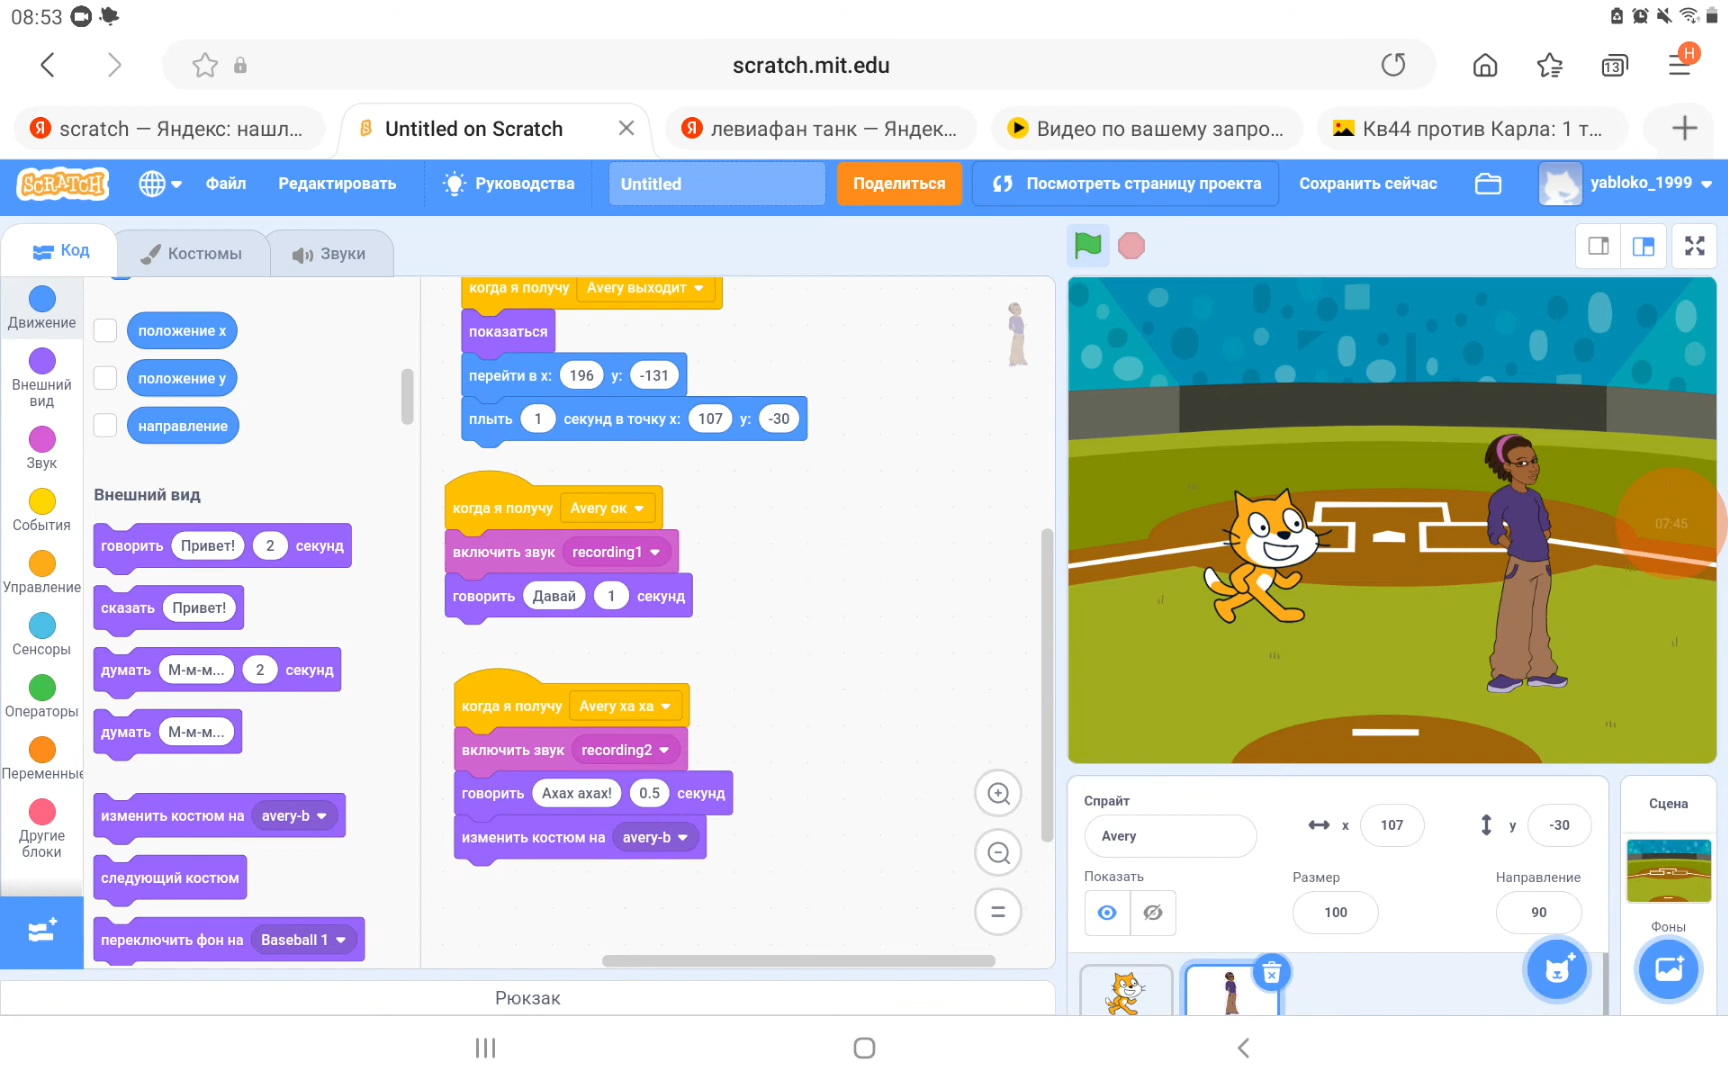 08:53
scratch.mit.edu
13
H
scratch — Яндекс: нашл...
Untitled on Scratch
левиафан танк — Яндек...
Видео по вашему запро...
Кв44 против Карла: 1 т...
SCRATCH
Файл
Редактировать
Руководства
Untitled
Поделиться
Посмотреть страницу проекта
Сохранить сейчас
yabloko_1999
Код
Костюмы
Звуки
Движение
Внешний
вид
Звук
События
Управление
Сенсоры
Операторы
Переменные
Другие
блоки
положение x
положение y
направление
Внешний вид
говорить Привет! 2 секунд
сказать Привет!
думать М-м-м... 2 секунд
думать М-м-м...
изменить костюм на avery-b
следующий костюм
переключить фон на Baseball 1
когда я получу Avery выходит
показаться
перейти в x: 196 y: -131
плыть 1 секунд в точку x: 107 y: -30
когда я получу Avery ок
включить звук recording1
говорить Давай 1 секунд
когда я получу Avery ха ха
включить звук recording2
говорить Ахах ахах! 0.5 секунд
изменить костюм на avery-b
07:45
Спрайт
Avery
x 107
y -30
Показать
Размер
100
Направление
90
Сцена
Фоны
Рюкзак